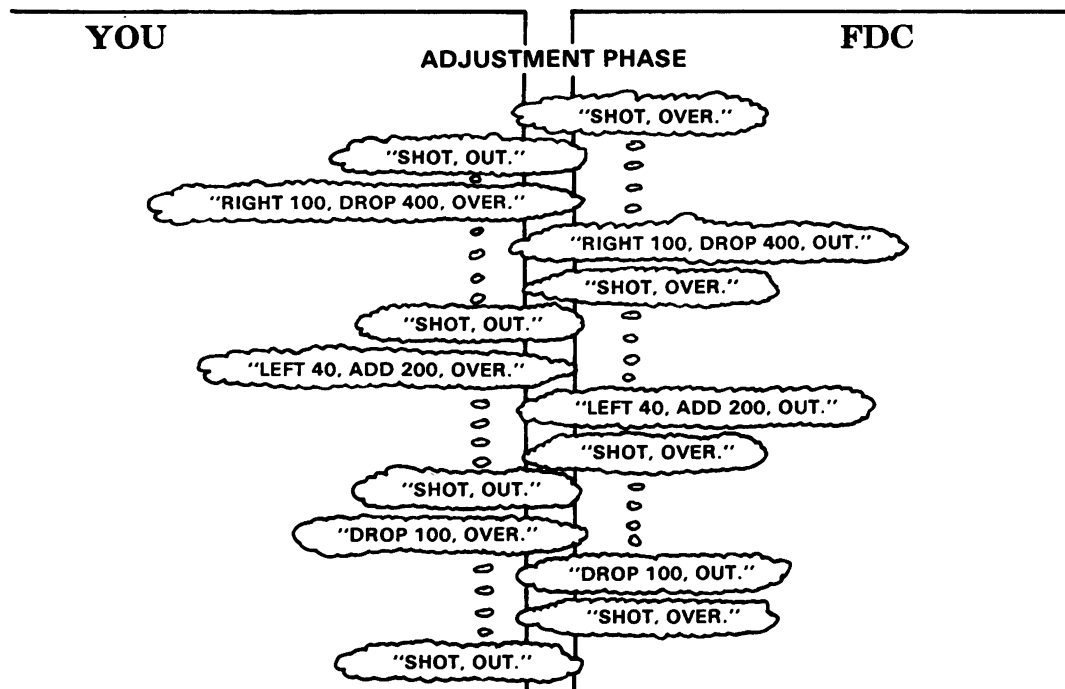 YOU FDC
ADJUSTMENT PHASE
"SHOT, OVER."
"SHOT, OUT."
"RIGHT 100, DROP 400, OVER."
"RIGHT 100, DROP 400, OUT."
"SHOT, OVER."
"SHOT, OUT."
"LEFT 40, ADD 200, OVER."
"LEFT 40, ADD 200, OUT."
"SHOT, OVER."
"SHOT, OUT."
"DROP 100, OVER."
"DROP 100, OUT."
"SHOT, OVER."
"SHOT, OUT."